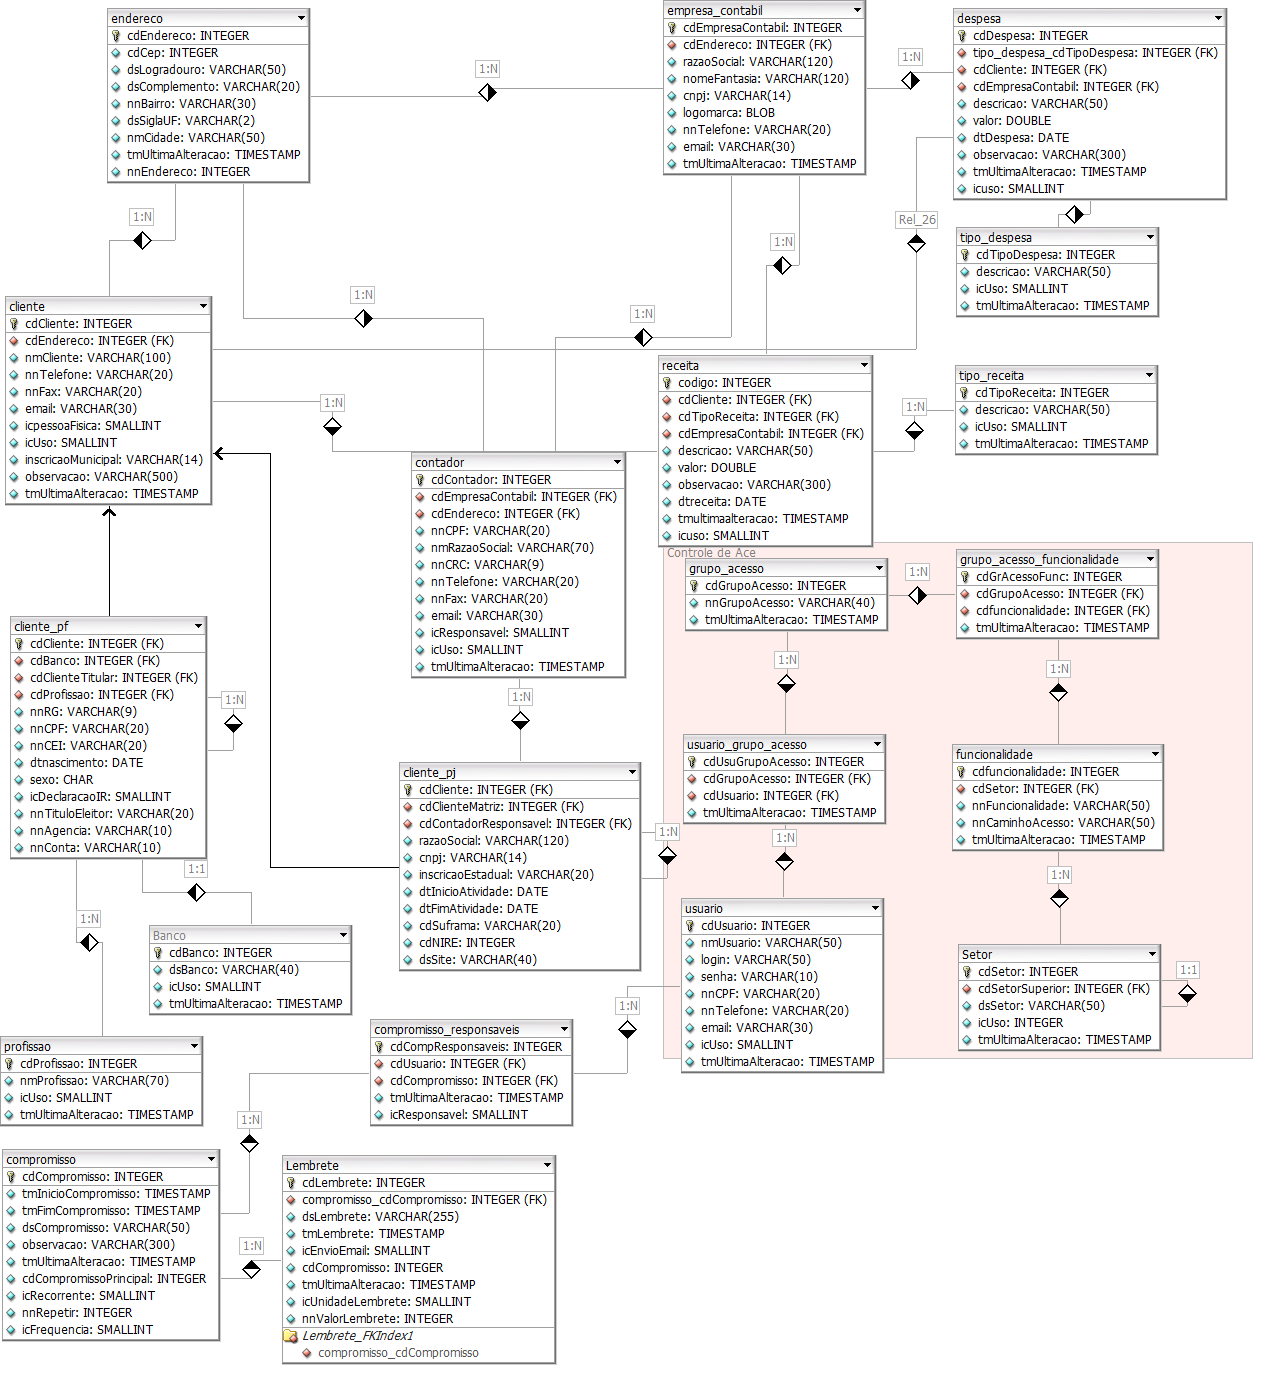 endereco
cdEndereco: INTEGER
cdCep: INTEGER
dsLogradouro: VARCHAR(50)
dsComplemento: VARCHAR(20)
nnBairro: VARCHAR(30)
dsSiglaUF: VARCHAR(2)
nmCidade: VARCHAR(50)
tmUltimaAlteracao: TIMESTAMP
nnEndereco: INTEGER
1:N
empresa_contabil
cdEmpresaContabil: INTEGER
cdEndereco: INTEGER (FK)
razaoSocial: VARCHAR(120)
nomeFantasia: VARCHAR(120)
cnpj: VARCHAR(14)
logomarca: BLOB
nnTelefone: VARCHAR(20)
email: VARCHAR(30)
tmUltimaAlteracao: TIMESTAMP
1:N
despesa
cdDespesa: INTEGER
tipo_despesa_cdTipoDespesa: INTEGER (FK)
cdCliente: INTEGER (FK)
cdEmpresaContabil: INTEGER (FK)
descricao: VARCHAR(50)
valor: DOUBLE
dtDespesa: DATE
observacao: VARCHAR(300)
tmUltimaAlteracao: TIMESTAMP
icuso: SMALLINT
1:N
Rel_26
1:N
tipo_despesa
cdTipoDespesa: INTEGER
descricao: VARCHAR(50)
icUso: SMALLINT
tmUltimaAlteracao: TIMESTAMP
1:N
1:N
cliente
cdCliente: INTEGER
cdEndereco: INTEGER (FK)
nmCliente: VARCHAR(100)
nnTelefone: VARCHAR(20)
nnFax: VARCHAR(20)
email: VARCHAR(30)
icpessoaFisica: SMALLINT
icUso: SMALLINT
inscricaoMunicipal: VARCHAR(14)
observacao: VARCHAR(500)
tmUltimaAlteracao: TIMESTAMP
1:N
receita
codigo: INTEGER
cdCliente: INTEGER (FK)
cdTipoReceita: INTEGER (FK)
cdEmpresaContabil: INTEGER (FK)
descricao: VARCHAR(50)
valor: DOUBLE
observacao: VARCHAR(300)
dtreceita: DATE
tmultimaalteracao: TIMESTAMP
icuso: SMALLINT
1:N
tipo_receita
cdTipoReceita: INTEGER
descricao: VARCHAR(50)
icUso: SMALLINT
tmUltimaAlteracao: TIMESTAMP
contador
cdContador: INTEGER
cdEmpresaContabil: INTEGER (FK)
cdEndereco: INTEGER (FK)
nnCPF: VARCHAR(20)
nmRazaoSocial: VARCHAR(70)
nnCRC: VARCHAR(9)
nnTelefone: VARCHAR(20)
nnFax: VARCHAR(20)
email: VARCHAR(30)
icResponsavel: SMALLINT
icUso: SMALLINT
tmUltimaAlteracao: TIMESTAMP
1:N
Controle de Ace
grupo_acesso
cdGrupoAcesso: INTEGER
nnGrupoAcesso: VARCHAR(40)
tmUltimaAlteracao: TIMESTAMP
1:N
grupo_acesso_funcionalidade
cdGrAcessoFunc: INTEGER
cdGrupoAcesso: INTEGER (FK)
cdfuncionalidade: INTEGER (FK)
tmUltimaAlteracao: TIMESTAMP
1:N
1:N
cliente_pf
cdCliente: INTEGER (FK)
cdBanco: INTEGER (FK)
cdClienteTitular: INTEGER (FK)
cdProfissao: INTEGER (FK)
nnRG: VARCHAR(9)
nnCPF: VARCHAR(20)
nnCEI: VARCHAR(20)
dtnascimento: DATE
sexo: CHAR
icDeclaracaoIR: SMALLINT
nnTituloEleitor: VARCHAR(20)
nnAgencia: VARCHAR(10)
nnConta: VARCHAR(10)
1:N
1:1
1:N
cliente_pj
cdCliente: INTEGER (FK)
cdClienteMatriz: INTEGER (FK)
cdContadorResponsavel: INTEGER (FK)
razaoSocial: VARCHAR(120)
cnpj: VARCHAR(14)
inscricaoEstadual: VARCHAR(20)
dtInicioAtividade: DATE
dtFimAtividade: DATE
cdSuframa: VARCHAR(20)
cdNIRE: INTEGER
dsSite: VARCHAR(40)
1:N
usuario_grupo_acesso
cdUsuGrupoAcesso: INTEGER
cdGrupoAcesso: INTEGER (FK)
cdUsuario: INTEGER (FK)
tmUltimaAlteracao: TIMESTAMP
1:N
funcionalidade
cdfuncionalidade: INTEGER
cdSetor: INTEGER (FK)
nnFuncionalidade: VARCHAR(50)
nnCaminhoAcesso: VARCHAR(50)
tmUltimaAlteracao: TIMESTAMP
1:N
Banco
cdBanco: INTEGER
dsBanco: VARCHAR(40)
icUso: SMALLINT
tmUltimaAlteracao: TIMESTAMP
usuario
cdUsuario: INTEGER
nmUsuario: VARCHAR(50)
login: VARCHAR(50)
senha: VARCHAR(10)
nnCPF: VARCHAR(20)
nnTelefone: VARCHAR(20)
email: VARCHAR(30)
icUso: SMALLINT
tmUltimaAlteracao: TIMESTAMP
1:N
Setor
cdSetor: INTEGER
cdSetorSuperior: INTEGER (FK)
dsSetor: VARCHAR(50)
icUso: INTEGER
tmUltimaAlteracao: TIMESTAMP
1:1
profissao
cdProfissao: INTEGER
nmProfissao: VARCHAR(70)
icUso: SMALLINT
tmUltimaAlteracao: TIMESTAMP
compromisso_responsaveis
cdCompResponsaveis: INTEGER
cdUsuario: INTEGER (FK)
cdCompromisso: INTEGER (FK)
tmUltimaAlteracao: TIMESTAMP
icResponsavel: SMALLINT
1:N
compromisso
cdCompromisso: INTEGER
tmInicioCompromisso: TIMESTAMP
tmFimCompromisso: TIMESTAMP
dsCompromisso: VARCHAR(50)
observacao: VARCHAR(300)
tmUltimaAlteracao: TIMESTAMP
cdCompromissoPrincipal: INTEGER
icRecorrente: SMALLINT
nnRepetir: INTEGER
icFrequencia: SMALLINT
1:N
Lembrete
cdLembrete: INTEGER
compromisso_cdCompromisso: INTEGER (FK)
dsLembrete: VARCHAR(255)
tmLembrete: TIMESTAMP
icEnvioEmail: SMALLINT
cdCompromisso: INTEGER
tmUltimaAlteracao: TIMESTAMP
icUnidadeLembrete: SMALLINT
nnValorLembrete: INTEGER
Lembrete_FKIndex1
compromisso_cdCompromisso